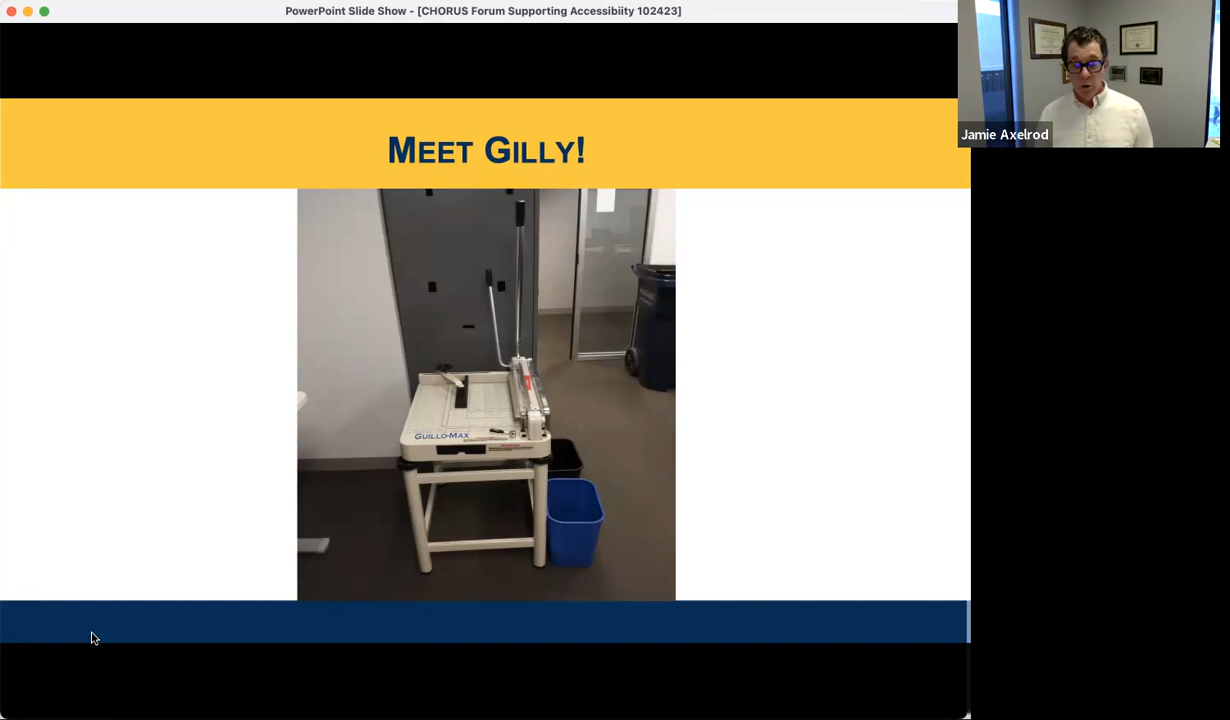 PowerPoint Slide Show - [CHORUS Forum Supporting Accessibiity 102423]
Jamie Axelrod
MEET GILLY!
GUILLO-MAX